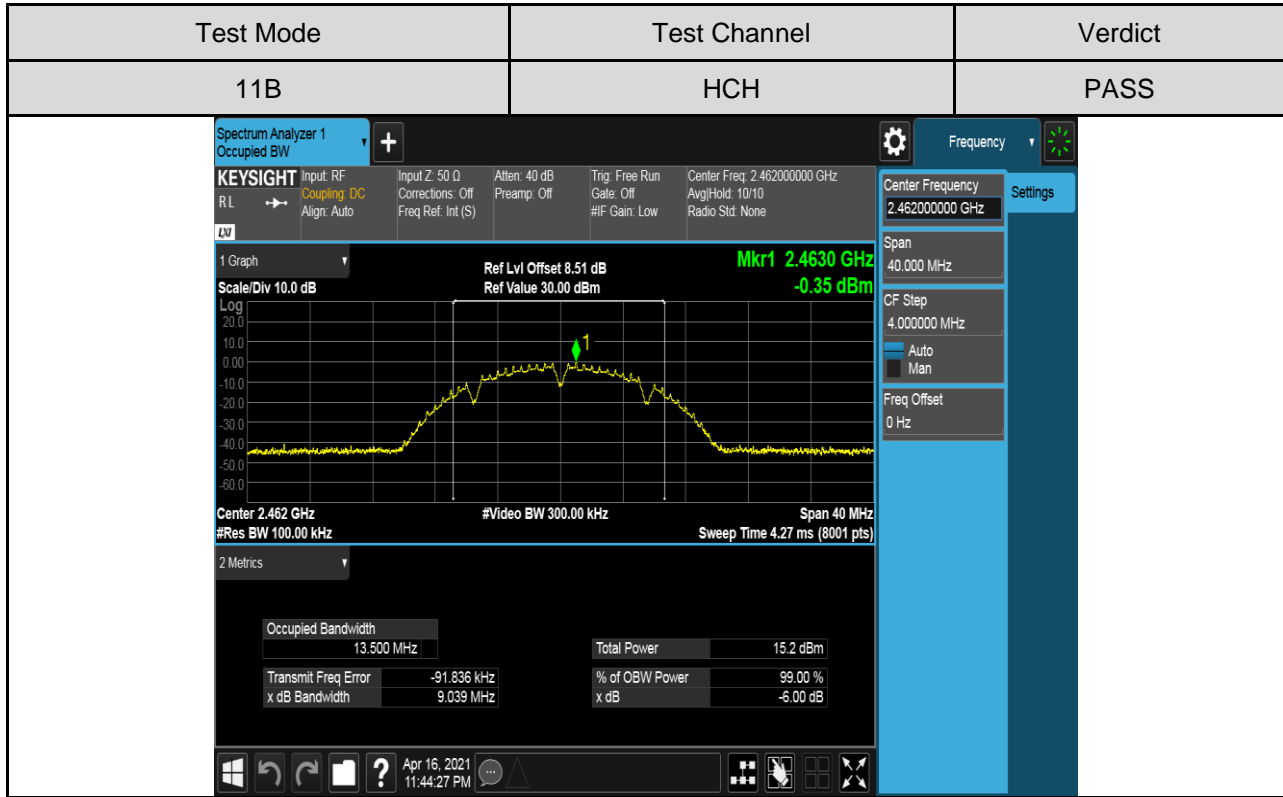 Test Mode Test Channel Verdict
11B HCH PASS
Spectrum Analyzer 1
Occupied BW
+
Frequency
KEYSIGHT Input: RF Input Z: 50 Ω Atten: 40 dB Trig: Free Run Center Freq: 2.462000000 GHz
RL Coupling: DC Corrections: Off Preamp: Off Gate: Off Avg|Hold: 10/10
Align: Auto Freq Ref: Int (S) #IF Gain: Low Radio Std: None
LXI
Center Frequency
2.462000000 GHz
Settings
Span
40.000 MHz
CF Step
4.000000 MHz
Auto
Man
Freq Offset
0 Hz
1 Graph
Ref Lvl Offset 8.51 dB
Mkr1 2.4630 GHz
Scale/Div 10.0 dB Ref Value 30.00 dBm -0.35 dBm
Log
20.0
10.0
0.00
-10.0
-20.0
-30.0
-40.0
-50.0
-60.0
1
Center 2.462 GHz #Video BW 300.00 kHz Span 40 MHz
#Res BW 100.00 kHz Sweep Time 4.27 ms (8001 pts)
2 Metrics
Occupied Bandwidth
13.500 MHz Total Power 15.2 dBm
Transmit Freq Error -91.836 kHz % of OBW Power 99.00 %
x dB Bandwidth 9.039 MHz x dB -6.00 dB
? Apr 16, 2021
11:44:27 PM